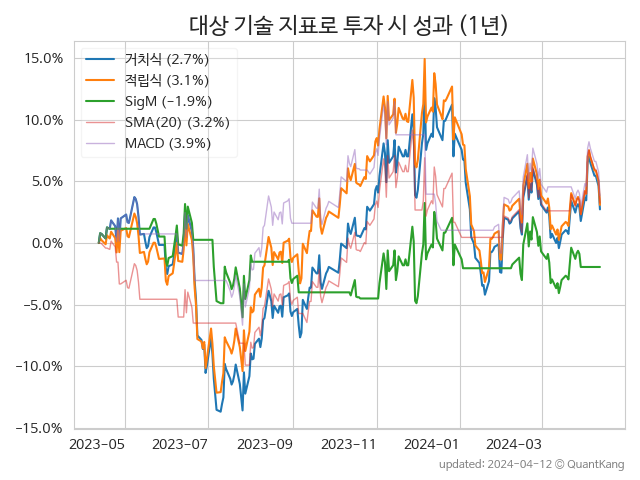 대상 기술 지표로 투자 시 성과 (1년)
15.0%
10.0%
5.0%
0.0%
−5.0%
−10.0%
−15.0%
거치식 (2.7%)
적립식 (3.1%)
SigM (−1.9%)
SMA(20) (3.2%)
MACD (3.9%)
2023-05 2023-07 2023-09 2023-11 2024-01 2024-03
updated: 2024-04-12 © QuantKang